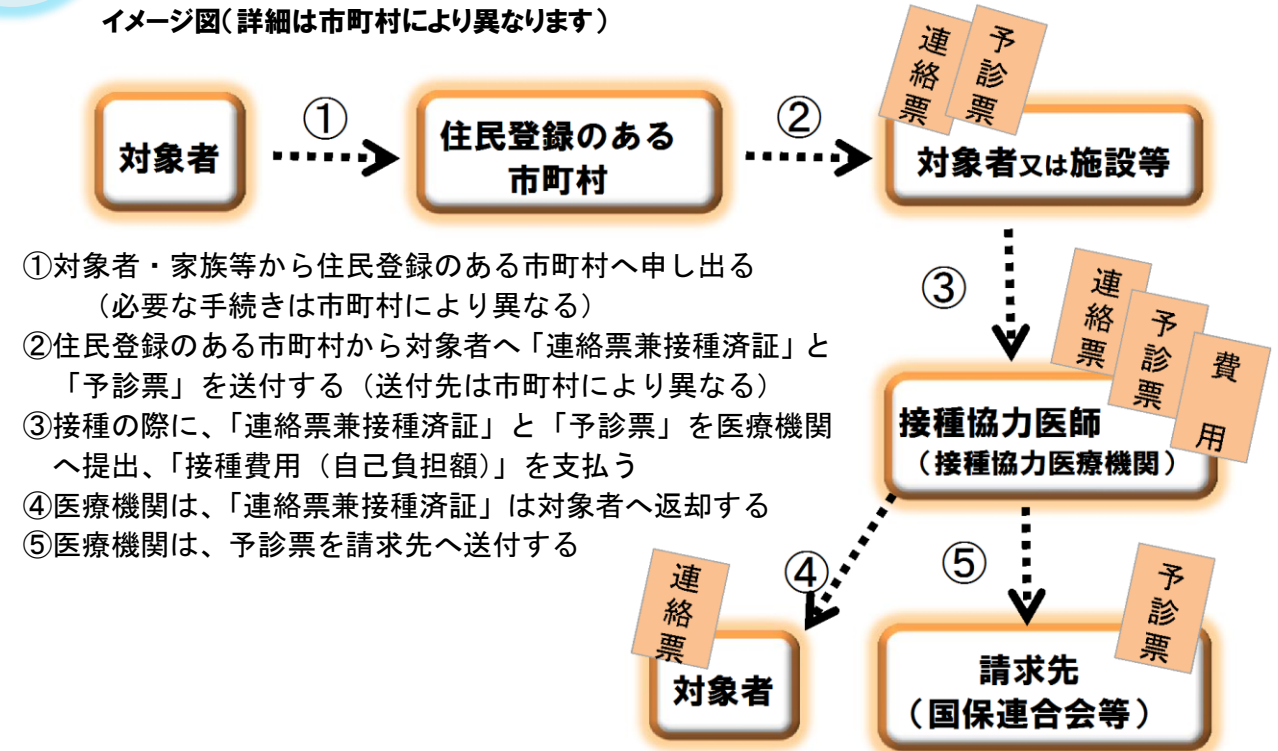 イメージ図（詳細は市町村により異なります）
対象者
①
住民登録のある
市町村
②
連絡票
予診票
対象者又は施設等
①対象者・家族等から住民登録のある市町村へ申し出る
（必要な手続きは市町村により異なる）
②住民登録のある市町村から対象者へ「連絡票兼接種済証」と
「予診票」を送付する（送付先は市町村により異なる）
③接種の際に、「連絡票兼接種済証」と「予診票」を医療機関
へ提出、「接種費用（自己負担額）」を支払う
④医療機関は、「連絡票兼接種済証」は対象者へ返却する
⑤医療機関は、予診票を請求先へ送付する
③
連絡票
予診票
費用
接種協力医師
（接種協力医療機関）
④
連絡票
対象者
⑤
予診票
請求先
（国保連合会等）